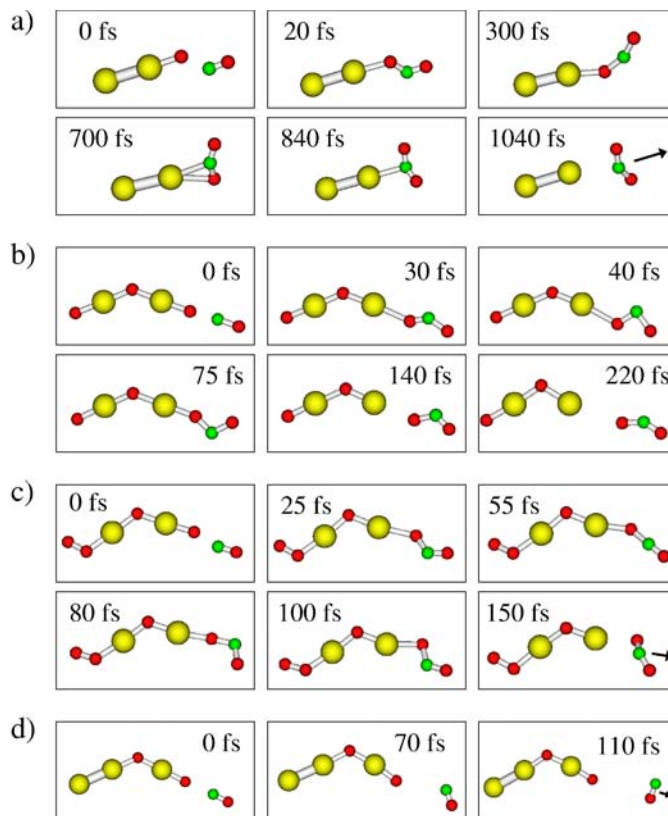 a)
0 fs
20 fs
300 fs
700 fs
840 fs
1040 fs
b)
0 fs
30 fs
40 fs
75 fs
140 fs
220 fs
c)
0 fs
25 fs
55 fs
80 fs
100 fs
150 fs
d)
0 fs
70 fs
110 fs